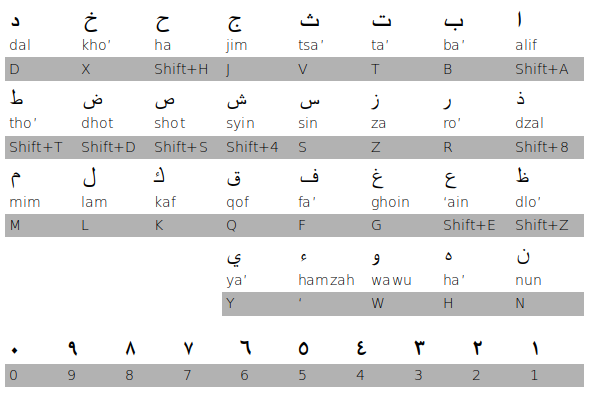 ا ب ت ث ج ح خ د
dal kho’ ha jim tsa’ ta’ ba’ alif
D X Shift+H J V T B Shift+A
ذ ر ز س ش ص ض ط
tho’ dhot shot syin sin za ro’ dzal
Shift+T Shift+D Shift+S Shift+4 S Z R Shift+8
ظ ع غ ف ق ك ل م
mim lam kaf qof fa’ ghoin ‘ain dlo’
M L K Q F G Shift+E Shift+Z
ن ه و ء ي
ya’ hamzah wawu ha’ nun
Y ‘ W H N
٠ ٩ ٨ ٧ ٦ ٥ ٤ ٣ ٢ ١
0 9 8 7 6 5 4 3 2 1